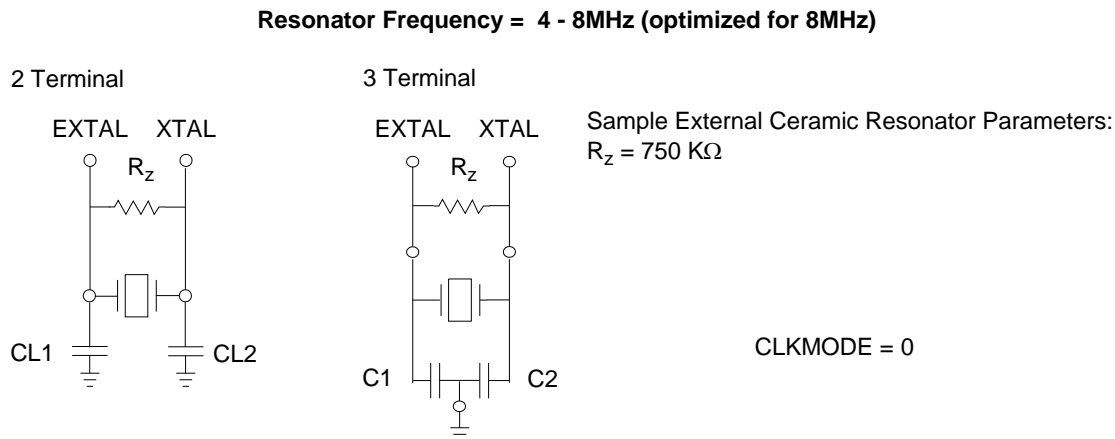 Resonator Frequency = 4 - 8MHz (optimized for 8MHz)
2 Terminal
EXTAL XTAL
Rz
CL1
CL2
3 Terminal
EXTAL XTAL
Rz
C1
C2
Sample External Ceramic Resonator Parameters:
Rz = 750 KΩ
CLKMODE = 0